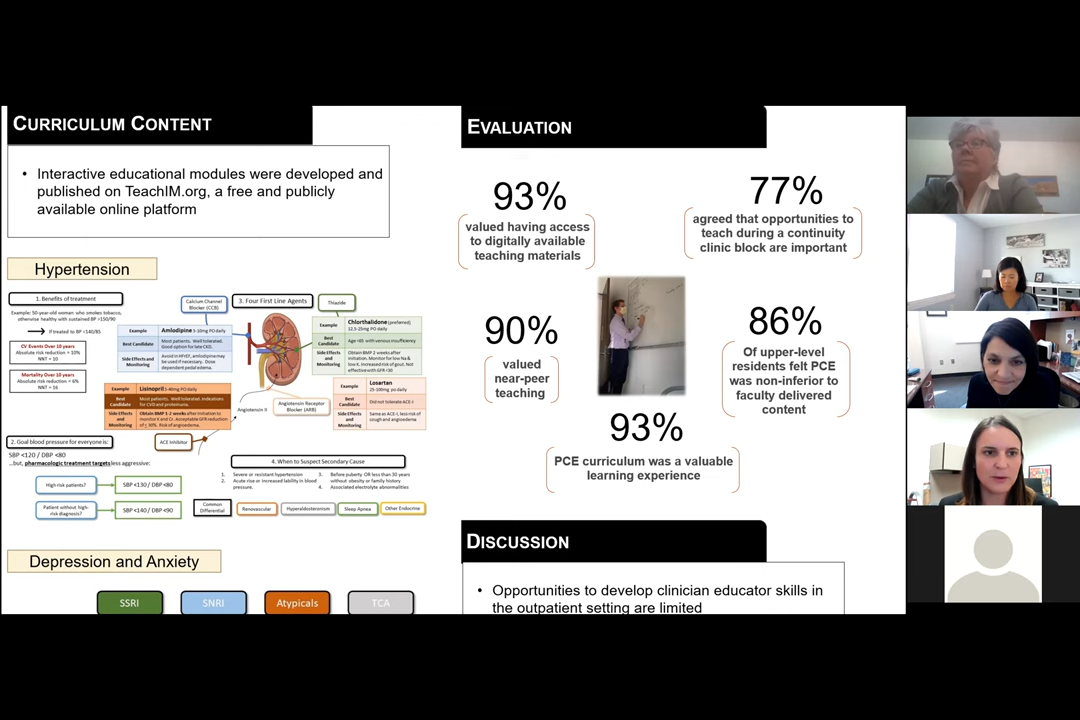 CURRICULUM CONTENT
• Interactive educational modules were developed and
published on TeachIM.org, a free and publicly
available online platform
Hypertension
1. Benefits of treatment
Example: 50-year-old woman who smokes tobacco,
otherwise healthy with sustained BP >150/90
If treated to BP <140/85
CV Events Over 10 years
Absolute risk reduction = 10%
NNT = 10
Mortality Over 10 years
Absolute risk reduction = 6%
NNT = 16
2. Goal blood pressure for everyone is:
SBP <120 / DBP <80
...but, pharmacologic treatment targets less aggressive:
High risk patients?
SBP <130 / DBP <80
Patient without high-
risk diagnosis?
SBP <140 / DBP <90
Calcium Channel
Blocker (CCB)
3. Four First Line Agents
Thiazide
Example
Amlodipine 5-10mg PO daily
Best Candidate
Most patients. Well tolerated.
Good option for late CKD.
Side Effects and
Monitoring
Avoid in HFrEF, amlodipine may
be used if necessary. Dose
dependent pedal edema.
Example
Chlorthalidone (preferred)
12.5-25mg PO daily
Best
Candidate
Age >65 with venous insufficiency
Side Effects
and
Monitoring
Obtain BMP 2 weeks after
initiation. Monitor for low Na &
low K. Increased risk of gout. Not
effective with GFR <30
Example
Lisinopril 5-40mg PO daily
Best
Candidate
Most patients. Well tolerated. Indications
for CVD and proteinuria.
Side Effects
and
Monitoring
Obtain BMP 1-2 weeks after initiation to
monitor K and Cr. Acceptable GFR reduction
of ≤ 30%. Risk of angioedema.
Angiotensin II
Angiotensin Receptor
Blocker (ARB)
ACE Inhibitor
Example
Losartan
25-100mg po daily
Best
Candidate
Did not tolerate ACE-I
Side Effects
and
Monitoring
Same as ACE-I, less risk of
cough and angioedema
4. When to Suspect Secondary Cause
1. Severe or resistant hypertension
2. Acute rise or increased lability in blood
pressure.
3. Before puberty OR less than 30 years
without obesity or family history
4. Associated electrolyte abnormalities
Common
Differential
Renovascular
Hyperaldosteronism
Sleep Apnea
Other Endocrine
Depression and Anxiety
SSRI
SNRI
Atypicals
TCA
EVALUATION
93%
valued having access
to digitally available
teaching materials
77%
agreed that opportunities to
teach during a continuity
clinic block are important
90%
valued
near-peer
teaching
86%
Of upper-level
residents felt PCE
was non-inferior to
faculty delivered
content
93%
PCE curriculum was a valuable
learning experience
DISCUSSION
• Opportunities to develop clinician educator skills in
the outpatient setting are limited